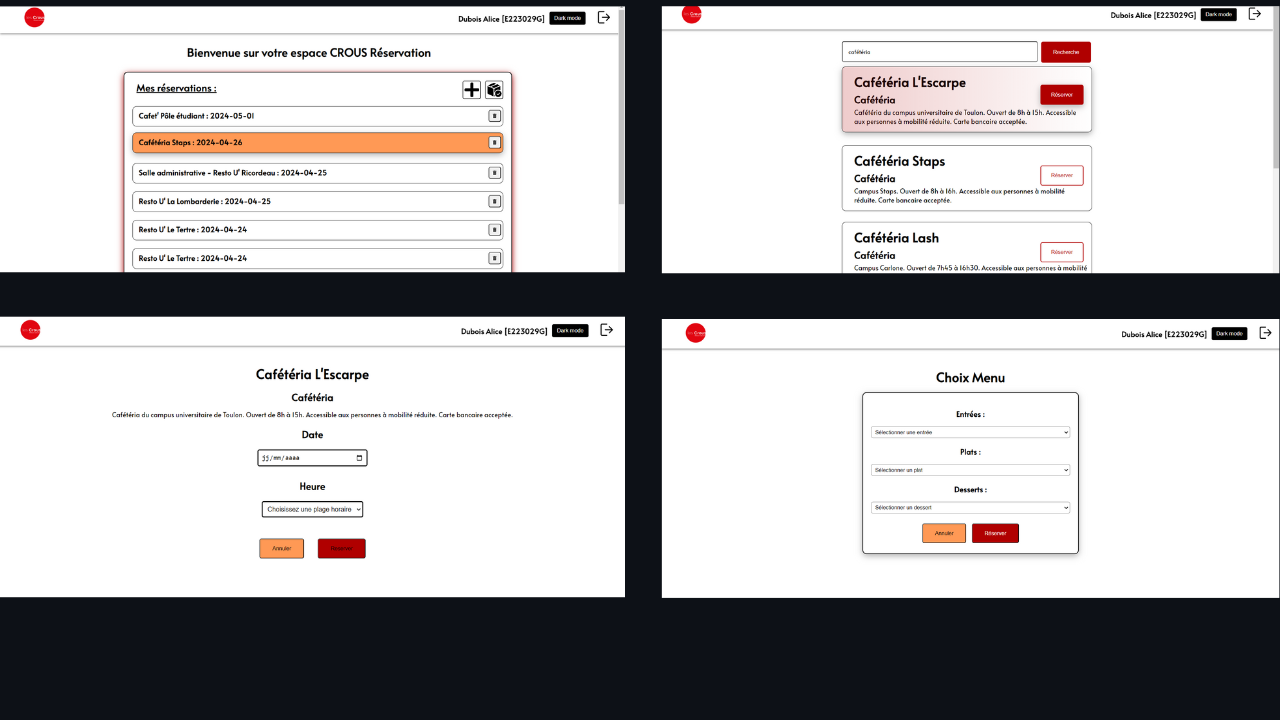 Crous
Dubois Alice [E223029G]
Dark mode
Bienvenue sur votre espace CROUS Réservation
Mes réservations :
Cafet' Pôle étudiant : 2024-05-01
Cafétéria Staps : 2024-04-26
Salle administrative - Resto U' Ricordeau : 2024-04-25
Resto U' La Lombarderie : 2024-04-25
Resto U' Le Tertre : 2024-04-24
Resto U' Le Tertre : 2024-04-24
Crous
Dubois Alice [E223029G]
Dark mode
cafétéria
Recherche
Cafétéria L'Escarpe
Cafétéria
Réserver
Cafétéria du campus universitaire de Toulon. Ouvert de 8h à 15h. Accessible
aux personnes à mobilité réduite. Carte bancaire acceptée.
Cafétéria Staps
Cafétéria
Réserver
Campus Staps. Ouvert de 8h à 16h. Accessible aux personnes à mobilité
réduite. Carte bancaire acceptée.
Cafétéria Lash
Cafétéria
Réserver
Campus Carlone. Ouvert de 7h45 à 16h30. Accessible aux personnes à mobilité
Crous
Dubois Alice [E223029G]
Dark mode
Cafétéria L'Escarpe
Cafétéria
Cafétéria du campus universitaire de Toulon. Ouvert de 8h à 15h. Accessible aux personnes à mobilité réduite. Carte bancaire acceptée.
Date
jj/mm/aaaa
Heure
Choisissez une plage horaire
Annuler
Réserver
Crous
Dubois Alice [E223029G]
Dark mode
Choix Menu
Entrées :
Sélectionner une entrée
Plats :
Sélectionner un plat
Desserts :
Sélectionner un dessert
Annuler
Réserver